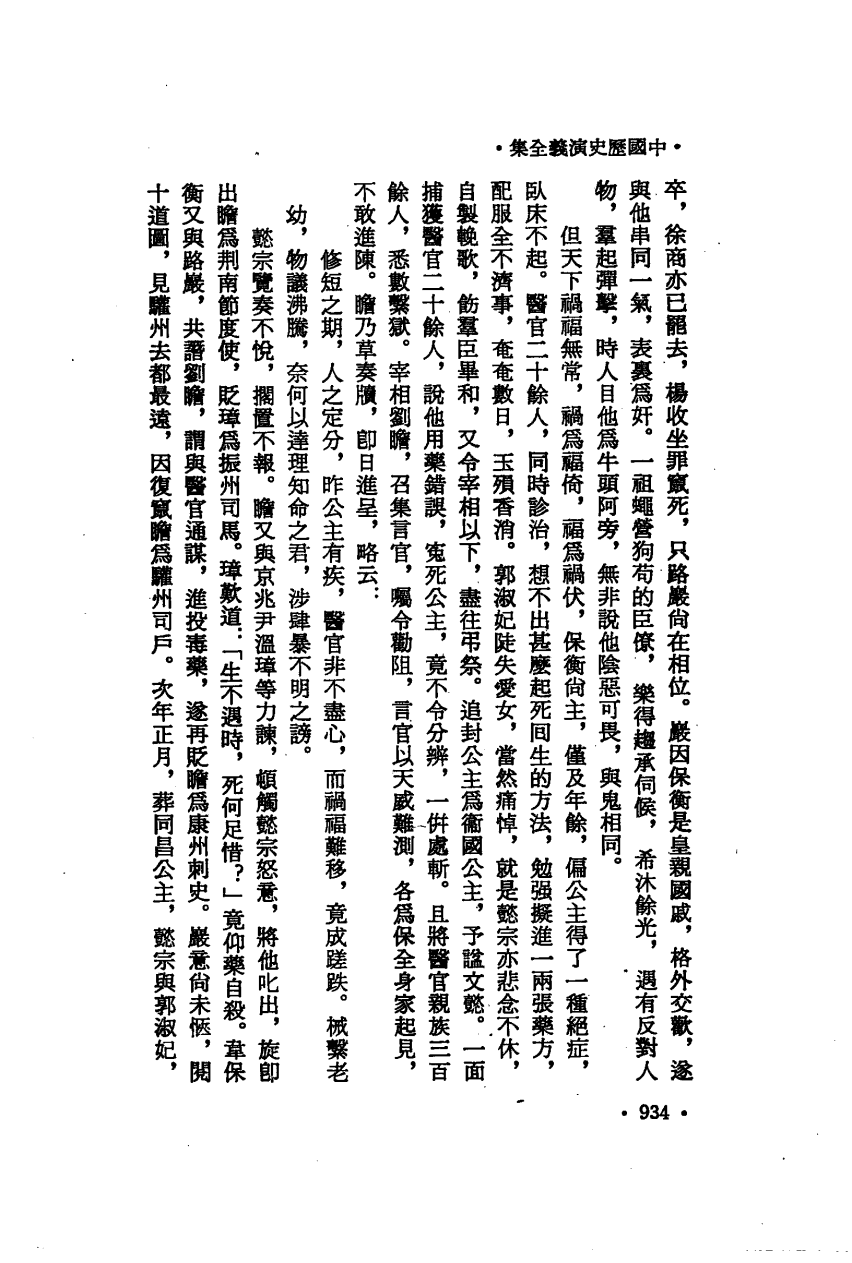 •中國歷史演義全集•
卒，徐商亦已罷去，楊收坐罪竄死，只路巖尙在相位。巖因保衡是皇親國戚，格外交歡，遂
與他串同一氣，表裏爲奸。一祖蠅營狗苟的臣僚，樂得趨承伺候，希沐餘光，遇有反對人
物，羣起彈擊，時人目他爲牛頭阿旁，無非說他陰惡可畏，與鬼相同。
但天下禍福無常，禍爲福倚，福爲禍伏，保衡尙主，僅及年餘，偏公主得了一種絕症，
臥床不起。醫官二十餘人，同時診治，想不出甚麼起死囘生的方法，勉强擬進一兩張藥方，
配服全不濟事，奄奄數日，玉殞香消。郭淑妃陡失愛女，當然痛悼，就是懿宗亦悲念不休，
自製輓歌，飭羣臣畢和，又令宰相以下，盡往弔祭。追封公主爲衞國公主，予諡文懿。一面
捕獲醫官二十餘人，說他用藥錯誤，寃死公主，竟不令分辨，一併處斬。且將醫官親族三百
餘人，悉數繫獄。宰相劉瞻，召集言官，囑令勸阻，言官以天威難測，各爲保全身家起見，
不敢進陳。瞻乃草奏牘，卽日進呈，略云：
修短之期，人之定分，昨公主有疾，醫官非不盡心，而禍福難移，竟成蹉跌。械繫老
幼，物議沸騰，奈何以達理知命之君，涉肆暴不明之謗。
懿宗覽奏不悅，擱置不報。瞻又與京兆尹溫璋等力諫，頓觸懿宗怒意，將他叱出，旋卽
出瞻爲荆南節度使，貶璋爲振州司馬。璋歎道：「生不遇時，死何足惜？」竟仰藥自殺。韋保
衡又與路巖，共譖劉瞻，謂與醫官通謀，進投毒藥，遂再貶瞻爲康州刺史。巖意尙未愜，閱
十道圖，見驩州去都最遠，因復竄瞻爲驩州司戶。次年正月，葬同昌公主，懿宗與郭淑妃，
•934•